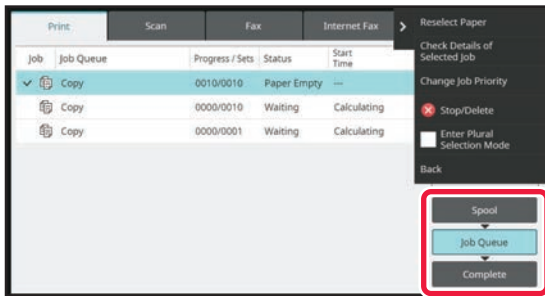 Print
Scan
Fax
Internet Fax
Job
Job Queue
Progress / Sets
Status
Start
Time
Copy
0010/0010
Paper Empty
---
Copy
0000/0010
Waiting
Calculating
Copy
0000/0001
Waiting
Calculating
Reselect Paper
Check Details of
Selected Job
Change Job Priority
Stop/Delete
Enter Plural
Selection Mode
Back
Spool
Job Queue
Complete